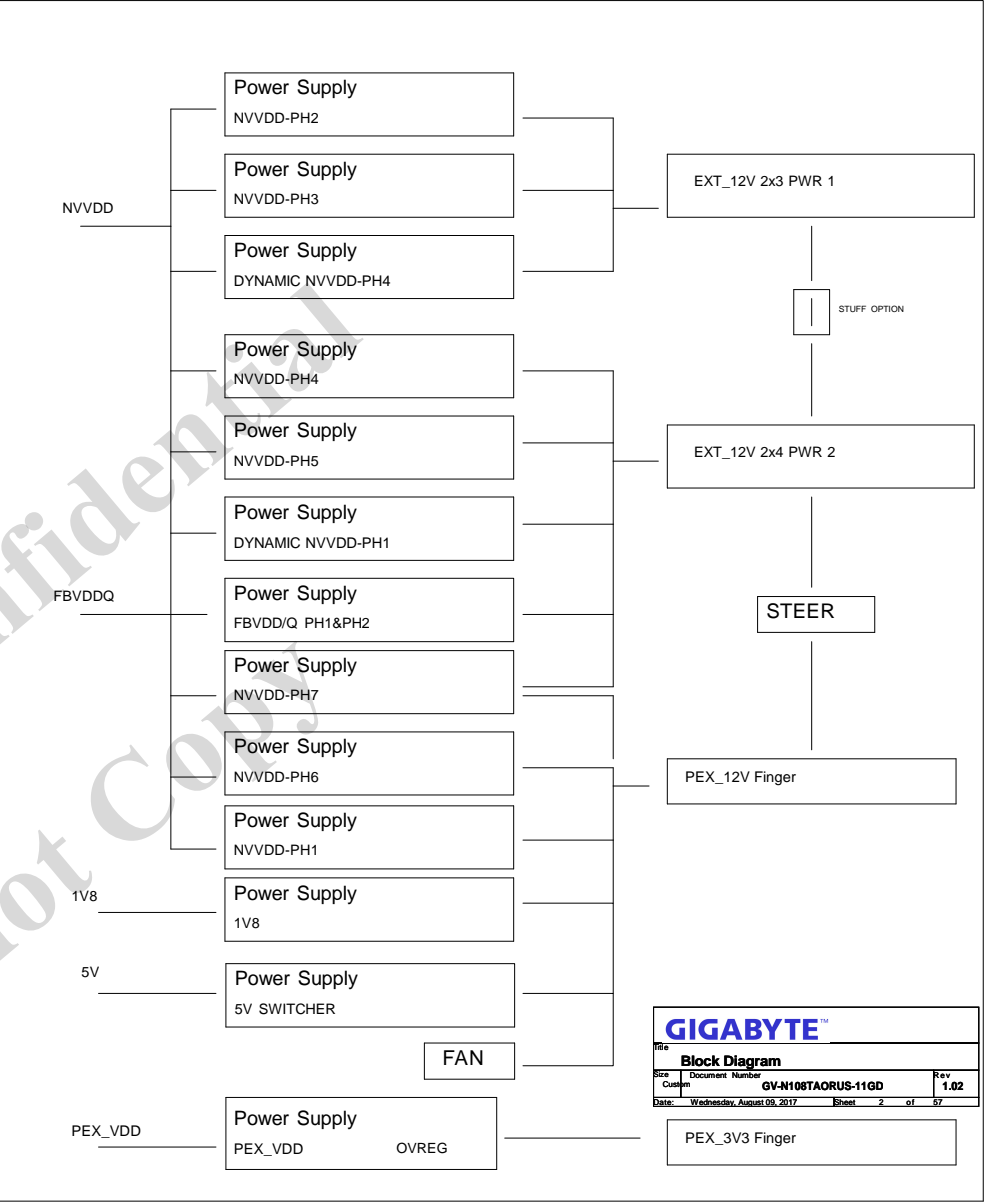 Power Supply
NVVDD-PH2
Power Supply
NVVDD-PH3
NVVDD
Power Supply
DYNAMIC NVVDD-PH4
EXT_12V 2x3 PWR 1
STUFF OPTION
Power Supply
NVVDD-PH4
Power Supply
NVVDD-PH5
EXT_12V 2x4 PWR 2
Power Supply
DYNAMIC NVVDD-PH1
FBVDDQ
Power Supply
FBVDD/Q PH1&PH2
STEER
Power Supply
NVVDD-PH7
Power Supply
NVVDD-PH6
PEX_12V Finger
Power Supply
NVVDD-PH1
1V8
Power Supply
1V8
5V
Power Supply
5V SWITCHER
FAN
PEX_VDD
Power Supply
PEX_VDD OVREG
PEX_3V3 Finger
GIGABYTE™
Title
Block Diagram
Size Document Number Rev
Custom GV-N108TAORUS-11GD 1.02
Date: Wednesday, August 09, 2017 Sheet 2 of 57
fidential
ot Copy